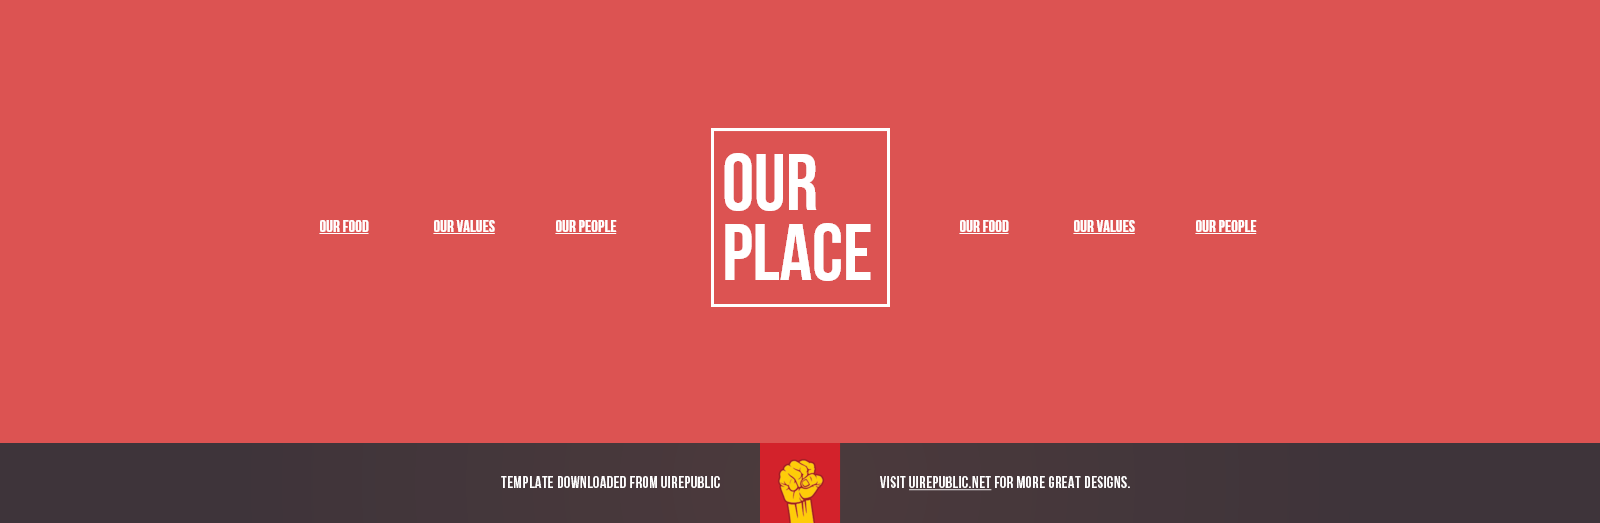 OUR FOOD
OUR VALUES
OUR PEOPLE
OUR
PLACE
OUR FOOD
OUR VALUES
OUR PEOPLE
TEMPLATE DOWNLOADED FROM UIREPUBLIC
VISIT UIREPUBLIC.NET FOR MORE GREAT DESIGNS.